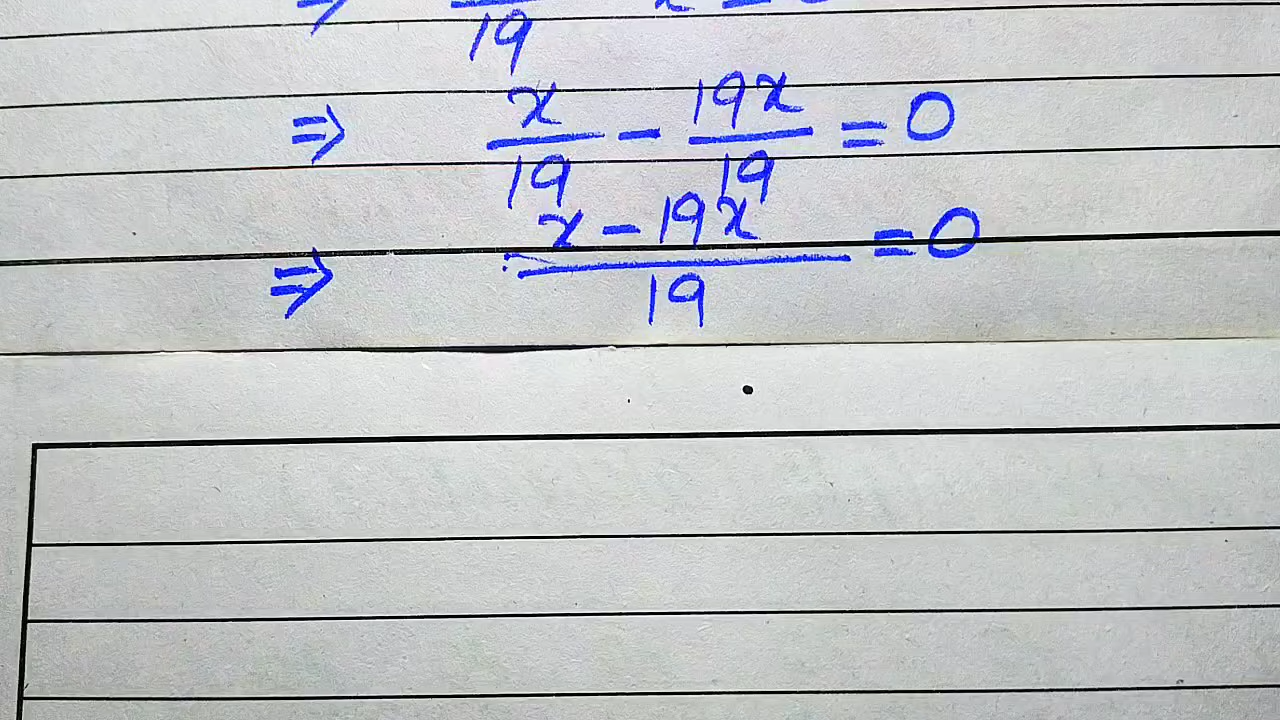 ⇒ x/19 - 19x/19 = 0
⇒ (x - 19x)/19 = 0